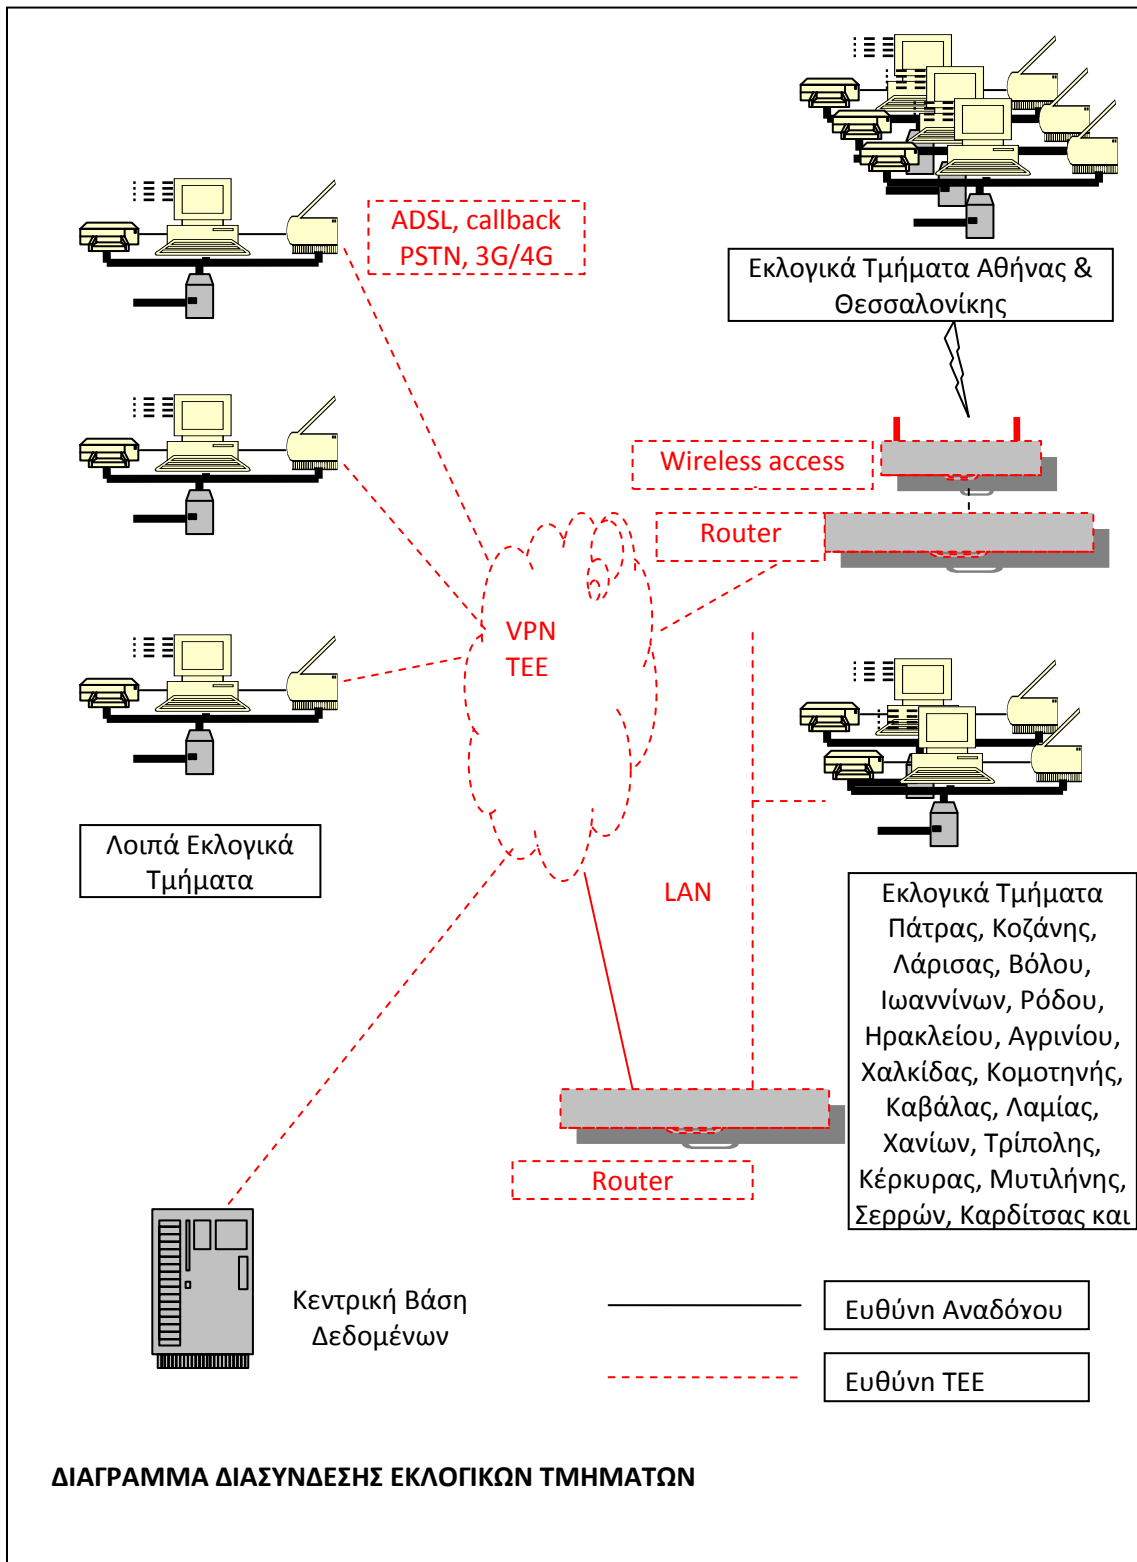 ADSL, callback
PSTN, 3G/4G
Εκλογικά Τμήματα Αθήνας &
Θεσσαλονίκης
Wireless access
Router
VPN
TEE
Λοιπά Εκλογικά
Τμήματα
LAN
Εκλογικά Τμήματα
Πάτρας, Κοζάνης,
Λάρισας, Βόλου,
Ιωαννίνων, Ρόδου,
Ηρακλείου, Αγρινίου,
Χαλκίδας, Κομοτηνής,
Καβάλας, Λαμίας,
Χανίων, Τρίπολης,
Κέρκυρας, Μυτιλήνης,
Σερρών, Καρδίτσας και
Router
Κεντρική Βάση
Δεδομένων
Ευθύνη Αναδόχου
Ευθύνη ΤΕΕ
ΔΙΑΓΡΑΜΜΑ ΔΙΑΣΥΝΔΕΣΗΣ ΕΚΛΟΓΙΚΩΝ ΤΜΗΜΑΤΩΝ